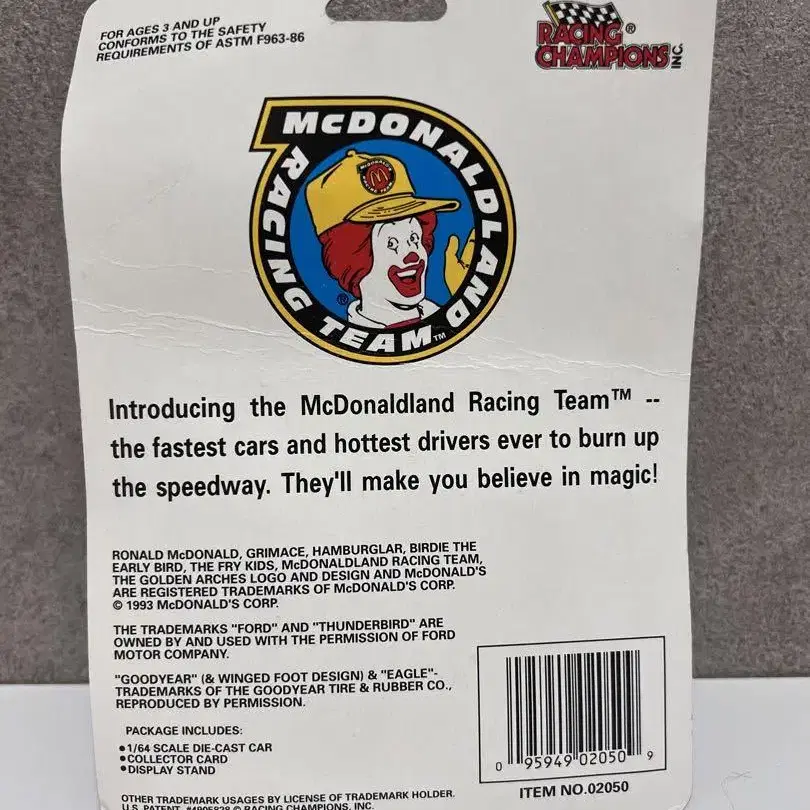 FOR AGES 3 AND UP
CONFORMS TO THE SAFETY
REQUIREMENTS OF ASTM F963-86
RACING®
CHAMPIONS INC.
McDONALDLAND
RACING TEAM™
McDONALD'S
RACING TEAM
®
Introducing the McDonaldland Racing Team™ --
the fastest cars and hottest drivers ever to burn up
the speedway. They'll make you believe in magic!
RONALD McDONALD, GRIMACE, HAMBURGLAR, BIRDIE THE
EARLY BIRD, THE FRY KIDS, McDONALDLAND RACING TEAM,
THE GOLDEN ARCHES LOGO AND DESIGN AND McDONALD'S
ARE REGISTERED TRADEMARKS OF McDONALD'S CORP.
© 1993 McDONALD'S CORP.
THE TRADEMARKS "FORD" AND "THUNDERBIRD" ARE
OWNED BY AND USED WITH THE PERMISSION OF FORD
MOTOR COMPANY.
"GOODYEAR" (& WINGED FOOT DESIGN) & "EAGLE"-
TRADEMARKS OF THE GOODYEAR TIRE & RUBBER CO.,
REPRODUCED BY PERMISSION.
PACKAGE INCLUDES:
●1/64 SCALE DIE-CAST CAR
●COLLECTOR CARD
●DISPLAY STAND
0 95949 02050 9
ITEM NO.02050
OTHER TRADEMARK USAGES BY LICENSE OF TRADEMARK HOLDER.
U.S. PATENT © RACING CHAMPIONS, INC.